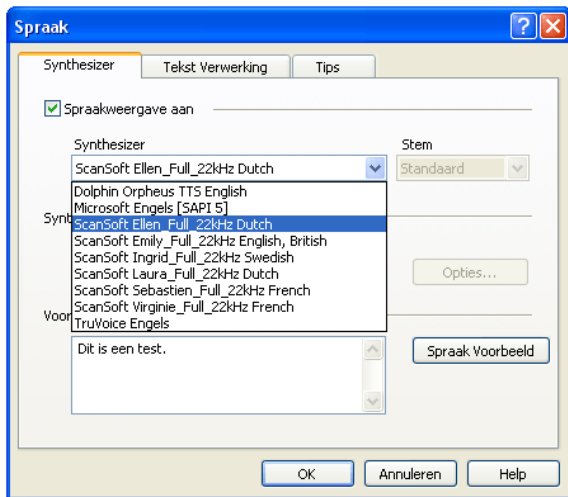 Spraak
Synthesizer Tekst Verwerking Tips
Spraakweergave aan
Synthesizer Stem
ScanSoft Ellen_Full_22kHz Dutch Standaard
Dolphin Orpheus TTS English
Microsoft Engels [SAPI 5]
Synt
ScanSoft Ellen_Full_22kHz Dutch
ScanSoft Emily_Full_22kHz English, British
ScanSoft Ingrid_Full_22kHz Swedish
ScanSoft Laura_Full_22kHz Dutch
Opties...
ScanSoft Sebastien_Full_22kHz French
ScanSoft Virginie_Full_22kHz French
Voor
TruVoice Engels
Dit is een test. Spraak Voorbeeld
OK Annuleren Help